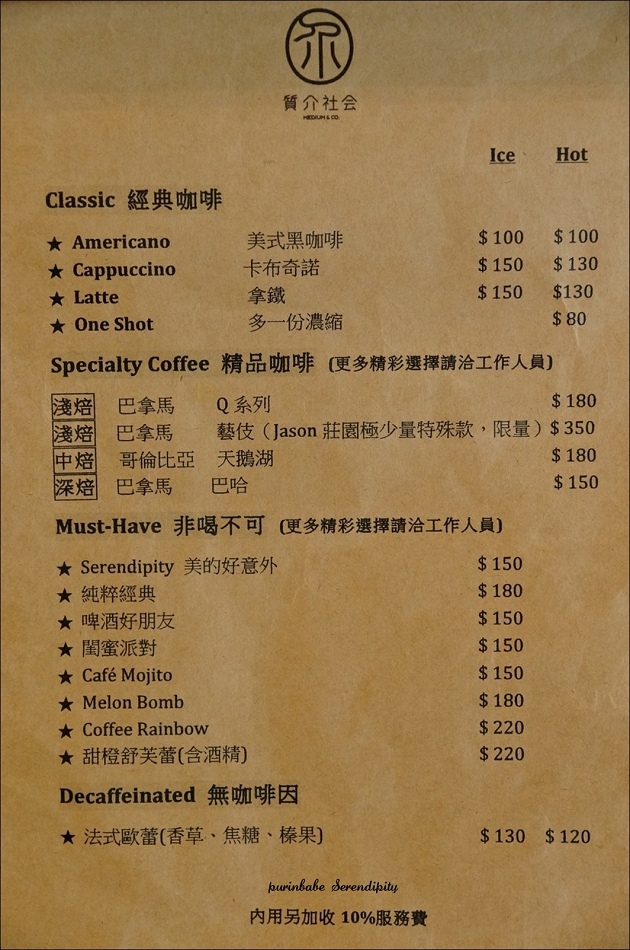 質介社会
MEDIUM & CO.
Ice Hot
Classic 經典咖啡
★ Americano 美式黑咖啡 $100 $100
★ Cappuccino 卡布奇諾 $150 $130
★ Latte 拿鐵 $150 $130
★ One Shot 多一份濃縮 $80
Specialty Coffee 精品咖啡 (更多精彩選擇請洽工作人員)
淺焙 巴拿馬 Q 系列 $180
淺焙 巴拿馬 藝伎（Jason 莊園極少量特殊款，限量） $350
中焙 哥倫比亞 天鵝湖 $180
深焙 巴拿馬 巴哈 $150
Must-Have 非喝不可 (更多精彩選擇請洽工作人員)
★ Serendipity 美的好意外 $150
★ 純粹經典 $180
★ 啤酒好朋友 $150
★ 閨蜜派對 $150
★ Café Mojito $150
★ Melon Bomb $180
★ Coffee Rainbow $220
★ 甜橙舒芙蕾(含酒精) $220
Decaffeinated 無咖啡因
★ 法式歐蕾(香草、焦糖、榛果) $130 $120
purinbabe Serendipity
內用另加收 10%服務費